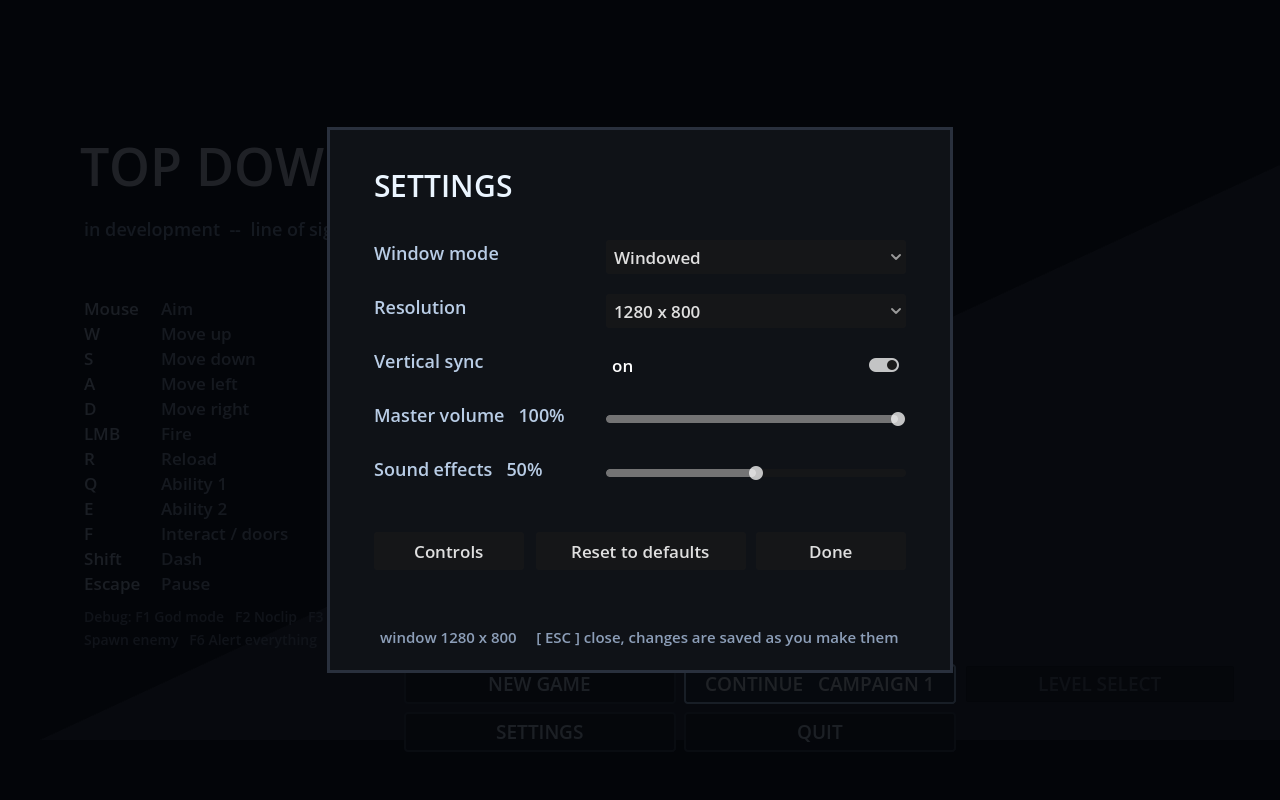 TOP DOW
in development -- line of sig
Mouse Aim
W Move up
S Move down
A Move left
D Move right
LMB Fire
R Reload
Q Ability 1
E Ability 2
F Interact / doors
Shift Dash
Escape Pause
Debug: F1 God mode F2 Noclip F3
Spawn enemy F6 Alert everything
SETTINGS
Window mode Windowed
Resolution 1280 x 800
Vertical sync on
Master volume 100%
Sound effects 50%
Controls Reset to defaults Done
window 1280 x 800 [ ESC ] close, changes are saved as you make them
NEW GAME CONTINUE CAMPAIGN 1 LEVEL SELECT
SETTINGS QUIT